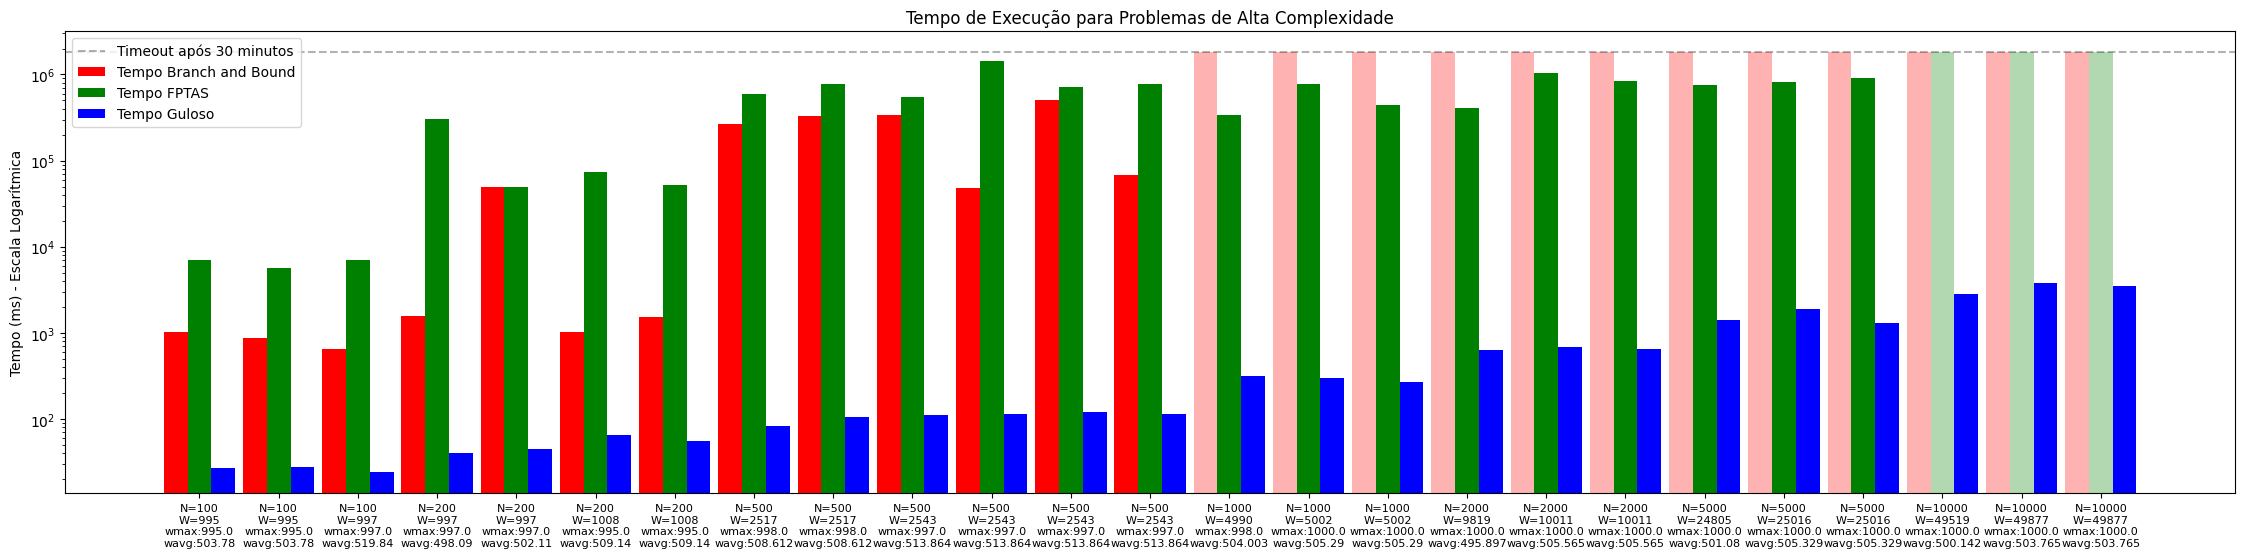 Tempo de Execução para Problemas de Alta Complexidade
Timeout após 30 minutos
Tempo Branch and Bound
Tempo FPTAS
Tempo Guloso
Tempo (ms) - Escala Logarítmica
10^6
10^5
10^4
10^3
10^2
N=100
W=995
wmax:995.0
wavg:503.78
N=100
W=995
wmax:995.0
wavg:503.78
N=100
W=997
wmax:997.0
wavg:519.84
N=200
W=997
wmax:997.0
wavg:498.09
N=200
W=997
wmax:997.0
wavg:502.11
N=200
W=1008
wmax:995.0
wavg:509.14
N=200
W=1008
wmax:995.0
wavg:509.14
N=500
W=2517
wmax:998.0
wavg:508.612
N=500
W=2517
wmax:998.0
wavg:508.612
N=500
W=2543
wmax:997.0
wavg:513.864
N=500
W=2543
wmax:997.0
wavg:513.864
N=500
W=2543
wmax:997.0
wavg:513.864
N=500
W=2543
wmax:997.0
wavg:513.864
N=1000
W=4990
wmax:998.0
wavg:504.003
N=1000
W=5002
wmax:1000.0
wavg:505.29
N=1000
W=5002
wmax:1000.0
wavg:505.29
N=2000
W=9819
wmax:1000.0
wavg:495.897
N=2000
W=10011
wmax:1000.0
wavg:505.565
N=2000
W=10011
wmax:1000.0
wavg:505.565
N=5000
W=24805
wmax:1000.0
wavg:501.08
N=5000
W=25016
wmax:1000.0
wavg:505.329
N=5000
W=25016
wmax:1000.0
wavg:505.329
N=10000
W=49519
wmax:1000.0
wavg:500.142
N=10000
W=49877
wmax:1000.0
wavg:503.765
N=10000
W=49877
wmax:1000.0
wavg:503.765